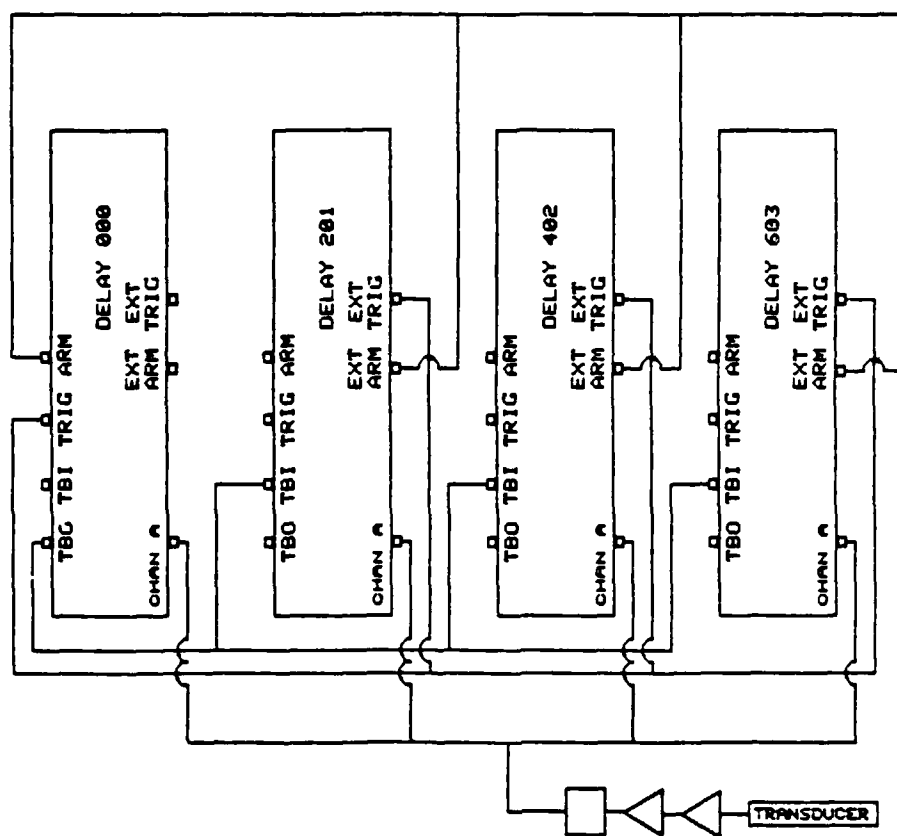 DELAY 000
EXT TRIG
EXT ARM
ARM
TRIG
TBI
TBO
CHAN A
DELAY 201
EXT TRIG
EXT ARM
ARM
TRIG
TBI
TBO
CHAN A
DELAY 402
EXT TRIG
EXT ARM
ARM
TRIG
TBI
TBO
CHAN A
DELAY 603
EXT TRIG
EXT ARM
ARM
TRIG
TBI
TBO
CHAN A
TRANSDUCER